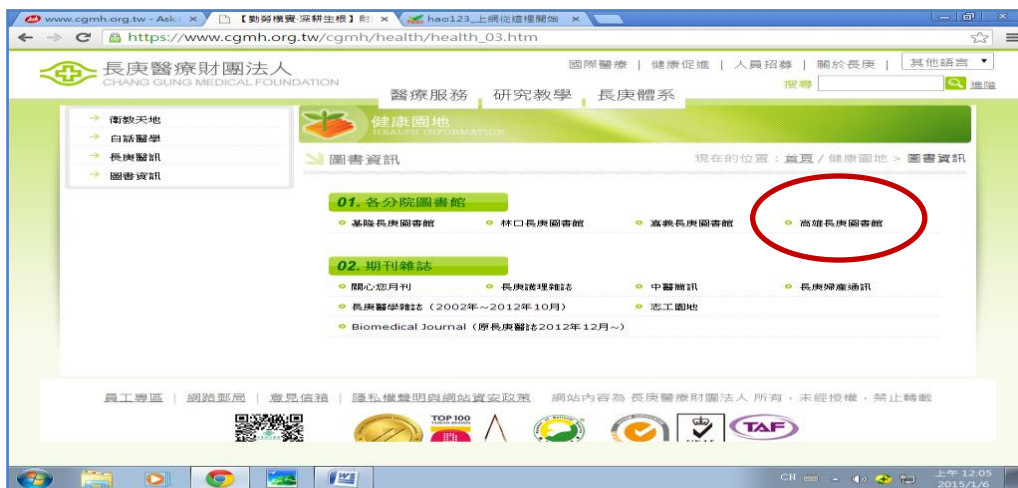 www.cgmh.org.tw - Ask
【勤勞樸實‧深耕生根】財
hao123_上網從這裡開始
https://www.cgmh.org.tw/cgmh/health/health_03.htm
長庚醫療財團法人
CHANG GUNG MEDICAL FOUNDATION
國際醫療 | 健康促進 | 人員招募 | 關於長庚 | 其他語言
搜尋 進階
醫療服務 研究教學 長庚體系
衛教天地
白話醫學
長庚醫訊
圖書資訊
健康園地
HEALTH INFORMATION
圖書資訊
現在的位置：首頁 / 健康園地 > 圖書資訊
01. 各分院圖書館
基隆長庚圖書館 林口長庚圖書館 嘉義長庚圖書館 高雄長庚圖書館
02. 期刊雜誌
關心您月刊 長庚護理雜誌 中醫簡訊 長庚婦產通訊
長庚醫學雜誌（2002年～2012年10月） 志工園地
Biomedical Journal（原長庚醫誌2012年12月～）
員工專區 | 網路郵局 | 意見信箱 | 隱私權聲明與網站資安政策 網站內容為 長庚醫療財團法人 所有，未經授權，禁止轉載
TOP 100
TAF
CH
上午 12:05
2015/1/6